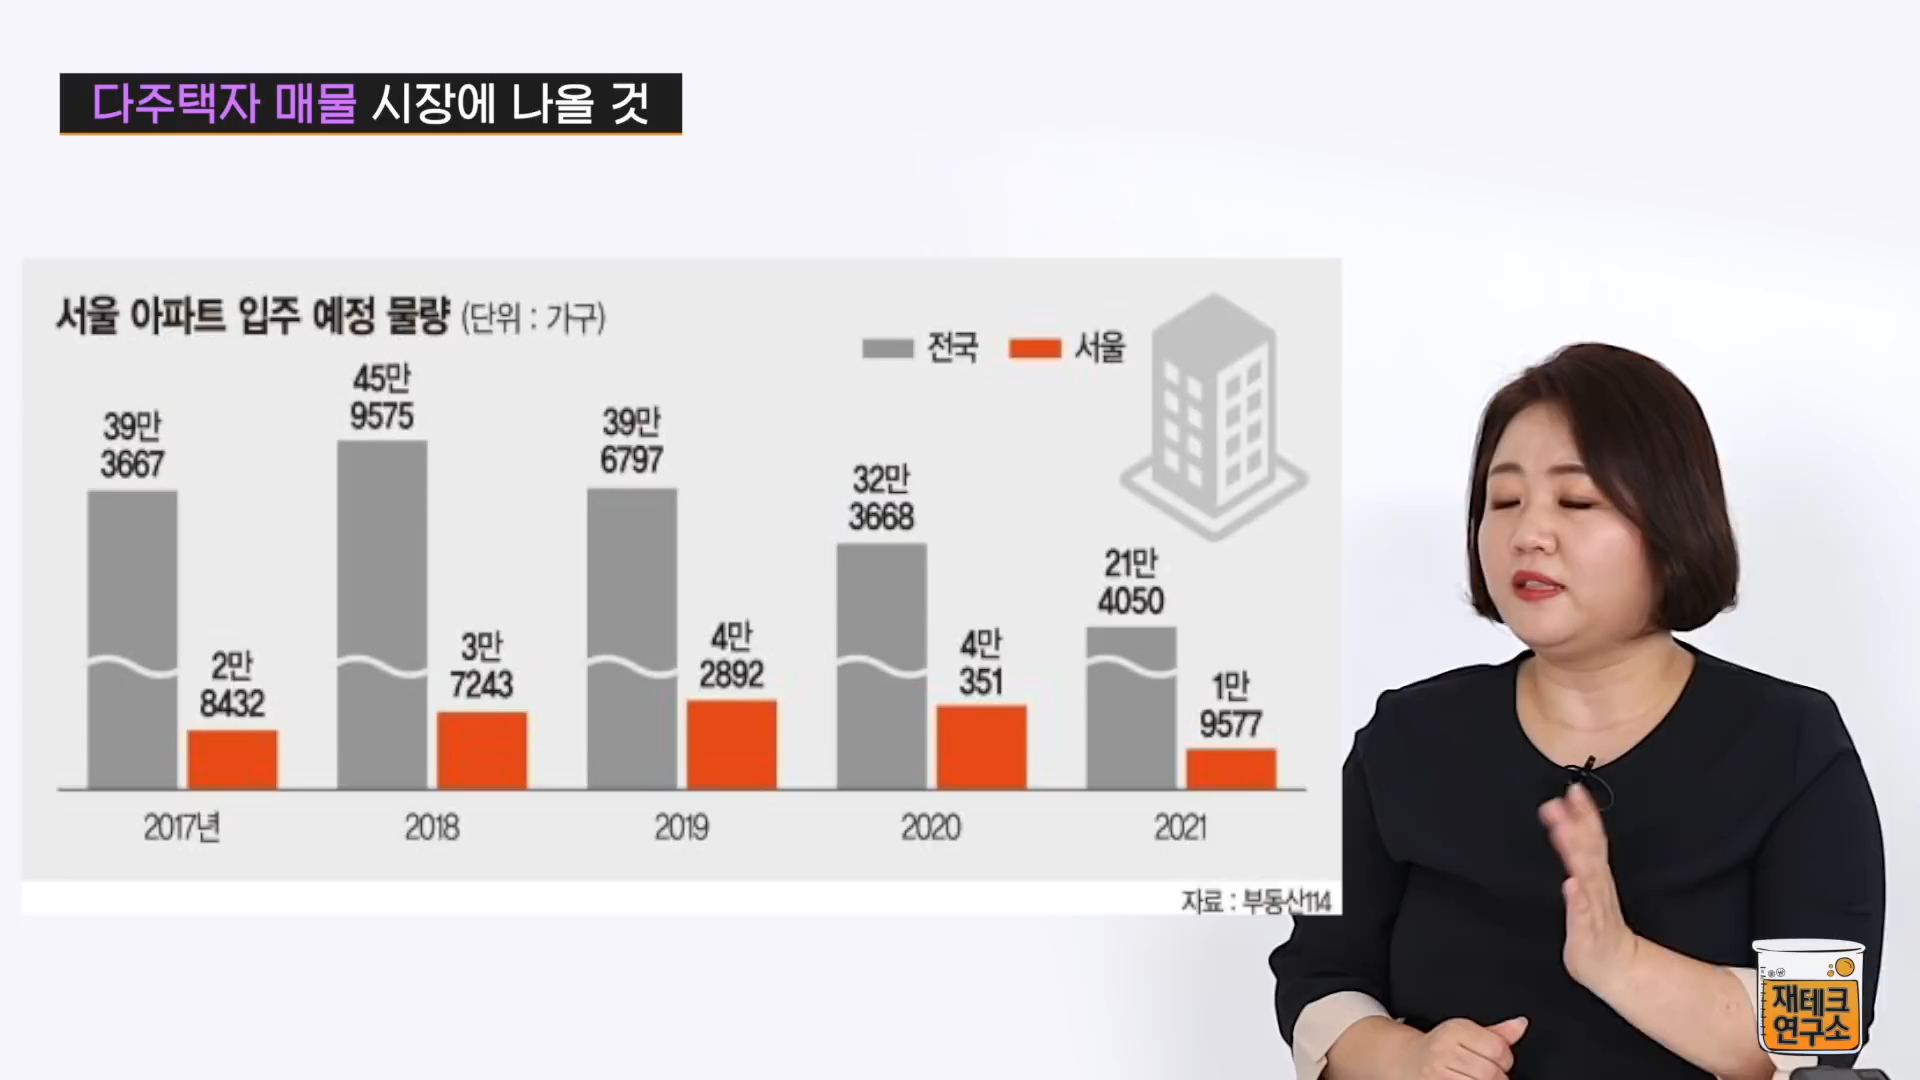 다주택자 매물 시장에 나올 것
서울 아파트 입주 예정 물량 (단위 : 가구)
전국 서울
39만
3667
2만
8432
45만
9575
3만
7243
39만
6797
4만
2892
32만
3668
4만
351
21만
4050
1만
9577
2017년 2018 2019 2020 2021
자료 : 부동산114
재테크
연구소